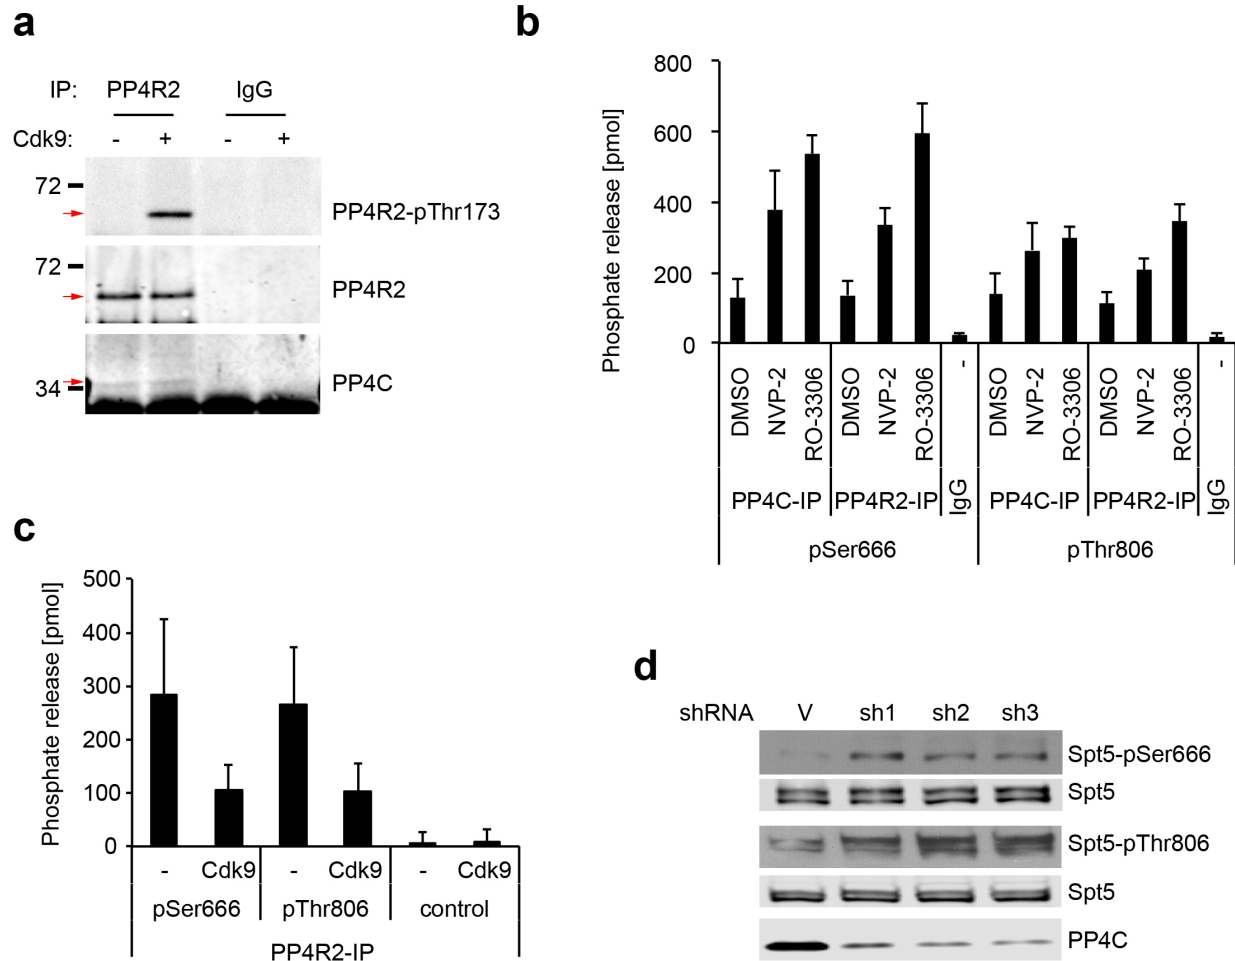 a
IP: PP4R2 IgG
Cdk9: - + - +
72
PP4R2-pThr173
72
PP4R2
34
PP4C
b
Phosphate release [pmol]
800
600
400
200
0
DMSO NVP-2 RO-3306 DMSO NVP-2 RO-3306 - DMSO NVP-2 RO-3306 DMSO NVP-2 RO-3306 -
PP4C-IP PP4R2-IP IgG PP4C-IP PP4R2-IP IgG
pSer666 pThr806
c
Phosphate release [pmol]
500
400
300
200
100
0
- Cdk9 - Cdk9 - Cdk9
pSer666 pThr806 control
PP4R2-IP
d
shRNA V sh1 sh2 sh3
Spt5-pSer666
Spt5
Spt5-pThr806
Spt5
PP4C